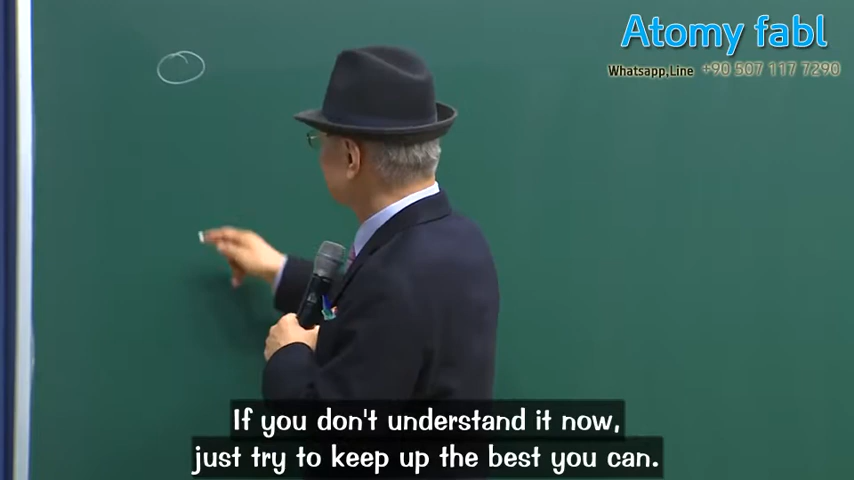 Atomy fabl
Whatsapp,Line +90 507 117 7290
If you don't understand it now,
just try to keep up the best you can.